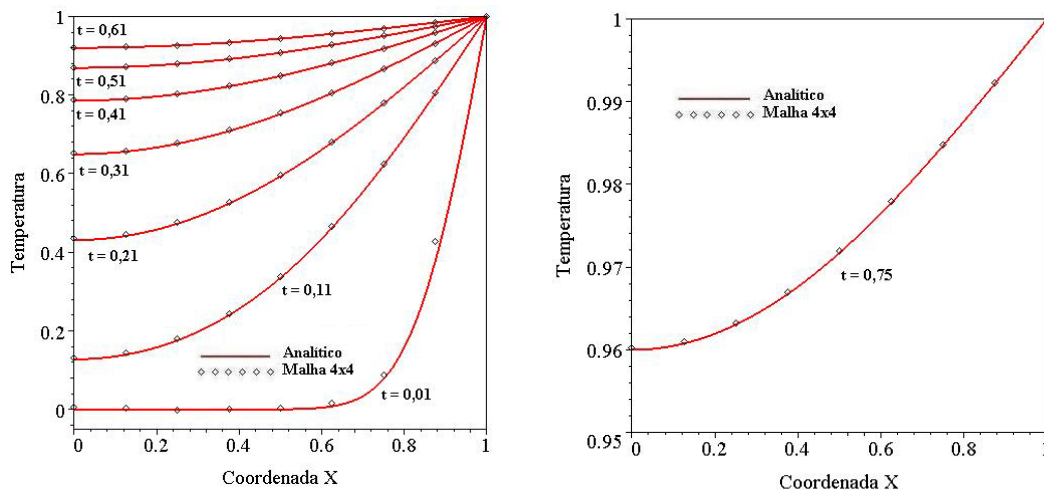 1
0.8
0.6
0.4
0.2
0
Temperatura
t = 0,61
t = 0,51
t = 0,41
t = 0,31
t = 0,21
t = 0,11
t = 0,01
Analítico
Malha 4x4
0
0.2
0.4
0.6
0.8
1
Coordenada X
1
0.99
0.98
0.97
0.96
0.95
Temperatura
Analítico
Malha 4x4
t = 0,75
0
0.2
0.4
0.6
0.8
1
Coordenada X